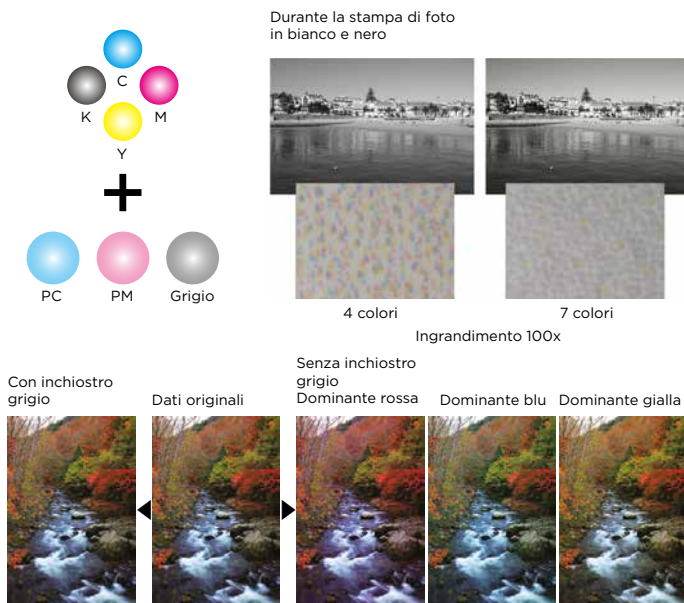 C
K
M
Y
PC
PM
Grigio
Durante la stampa di foto
in bianco e nero
4 colori
7 colori
Ingrandimento 100x
Con inchiostro
grigio
Dati originali
Senza inchiostro
grigio
Dominante rossa
Dominante blu
Dominante gialla